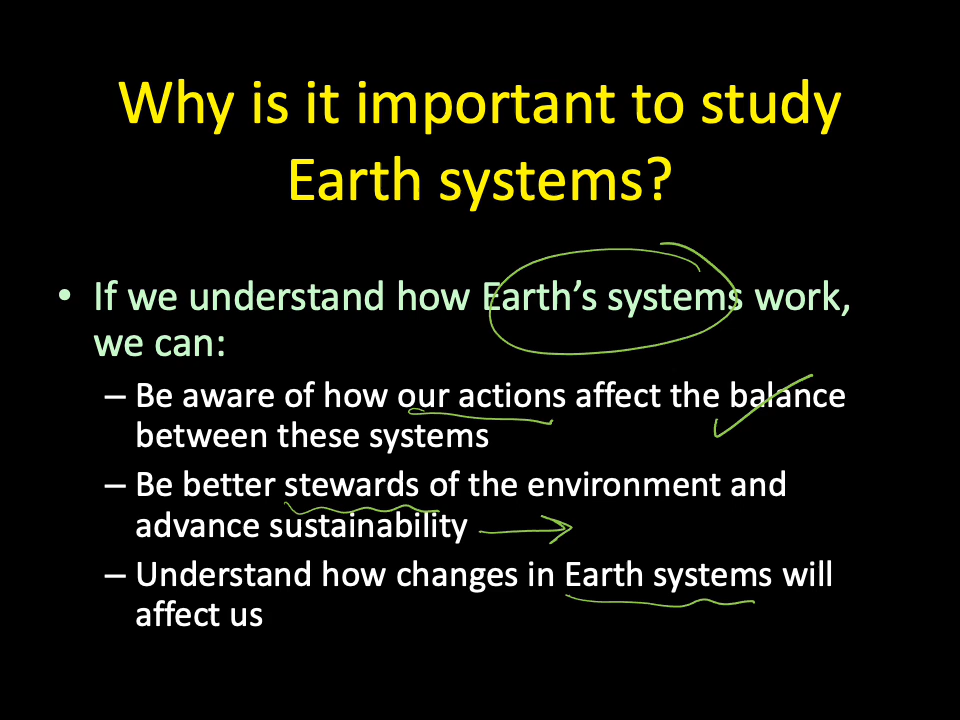 Why is it important to study
Earth systems?
• If we understand how Earth’s systems work,
we can:
– Be aware of how our actions affect the balance
between these systems
– Be better stewards of the environment and
advance sustainability
– Understand how changes in Earth systems will
affect us